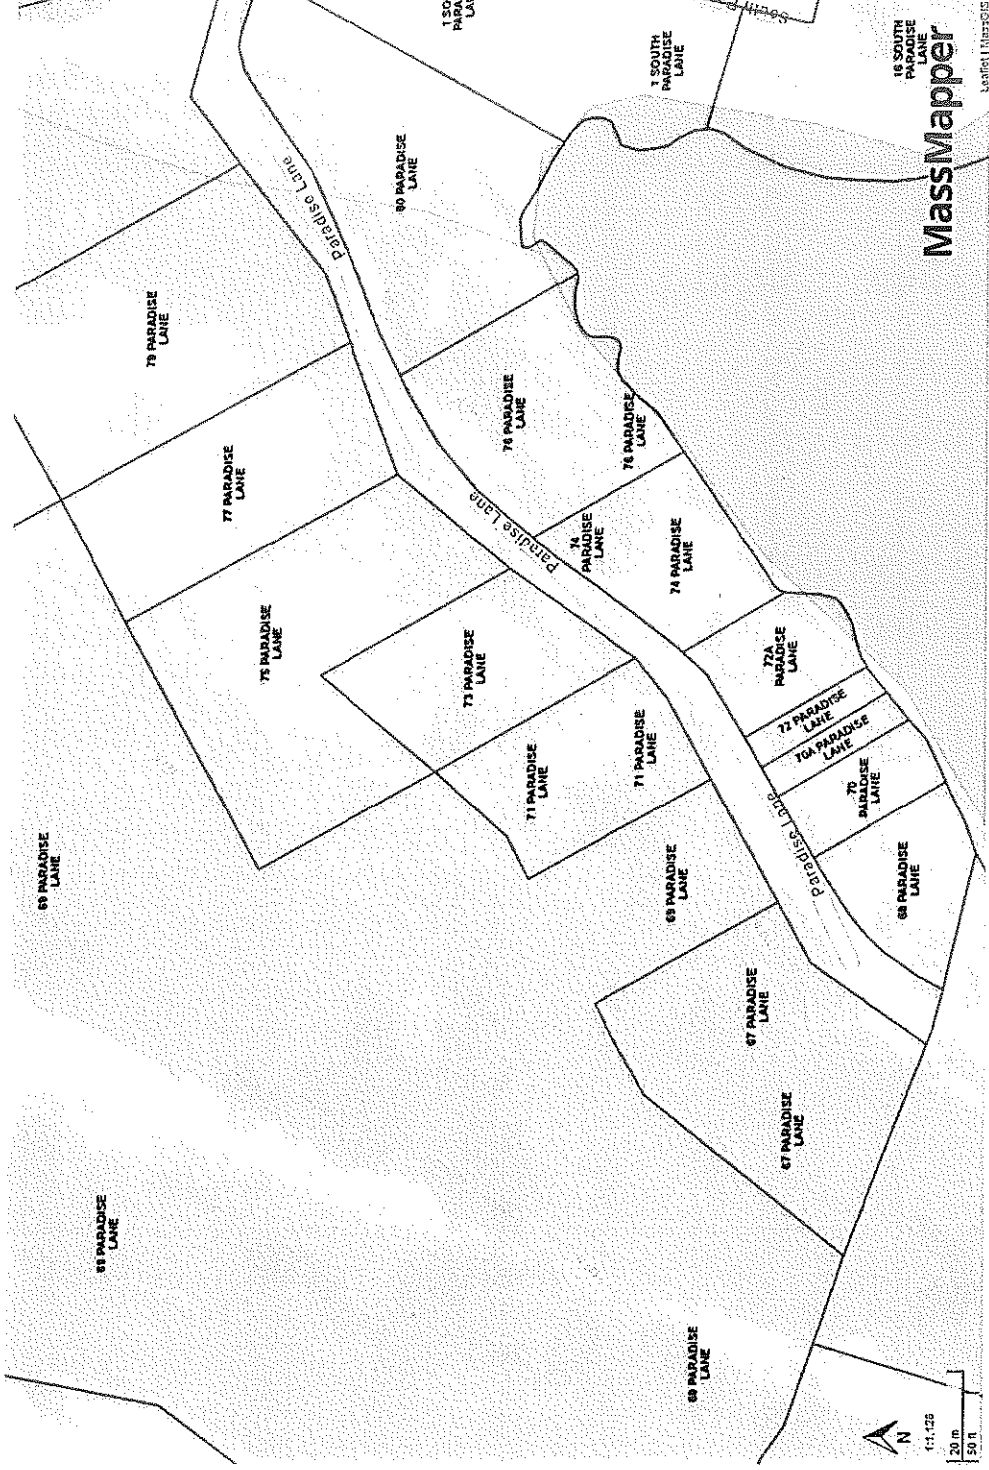 69 PARADISE
LANE
69 PARADISE
LANE
79 PARADISE
LANE
77 PARADISE
LANE
75 PARADISE
LANE
Paradise Lane
80 PARADISE
LANE
1 SO
PARA
LA
73 PARADISE
LANE
76 PARADISE
LANE
Paradise Lane
71 PARADISE
LANE
74
PARADISE
LANE
76 PARADISE
LANE
71 PARADISE
LANE
1 SOUTH
PARADISE
LANE
69 PARADISE
LANE
74 PARADISE
LANE
69 PARADISE
LANE
67 PARADISE
LANE
72A
PARADISE
LANE
67 PARADISE
LANE
72 PARADISE
LANE
70A PARADISE
LANE
Paradise Lane
70
PARADISE
LANE
68 PARADISE
LANE
16 SOUTH
PARADISE
LANE
N
1:1,128
20 m
50 ft
MassMapper
Leaflet | MassGIS